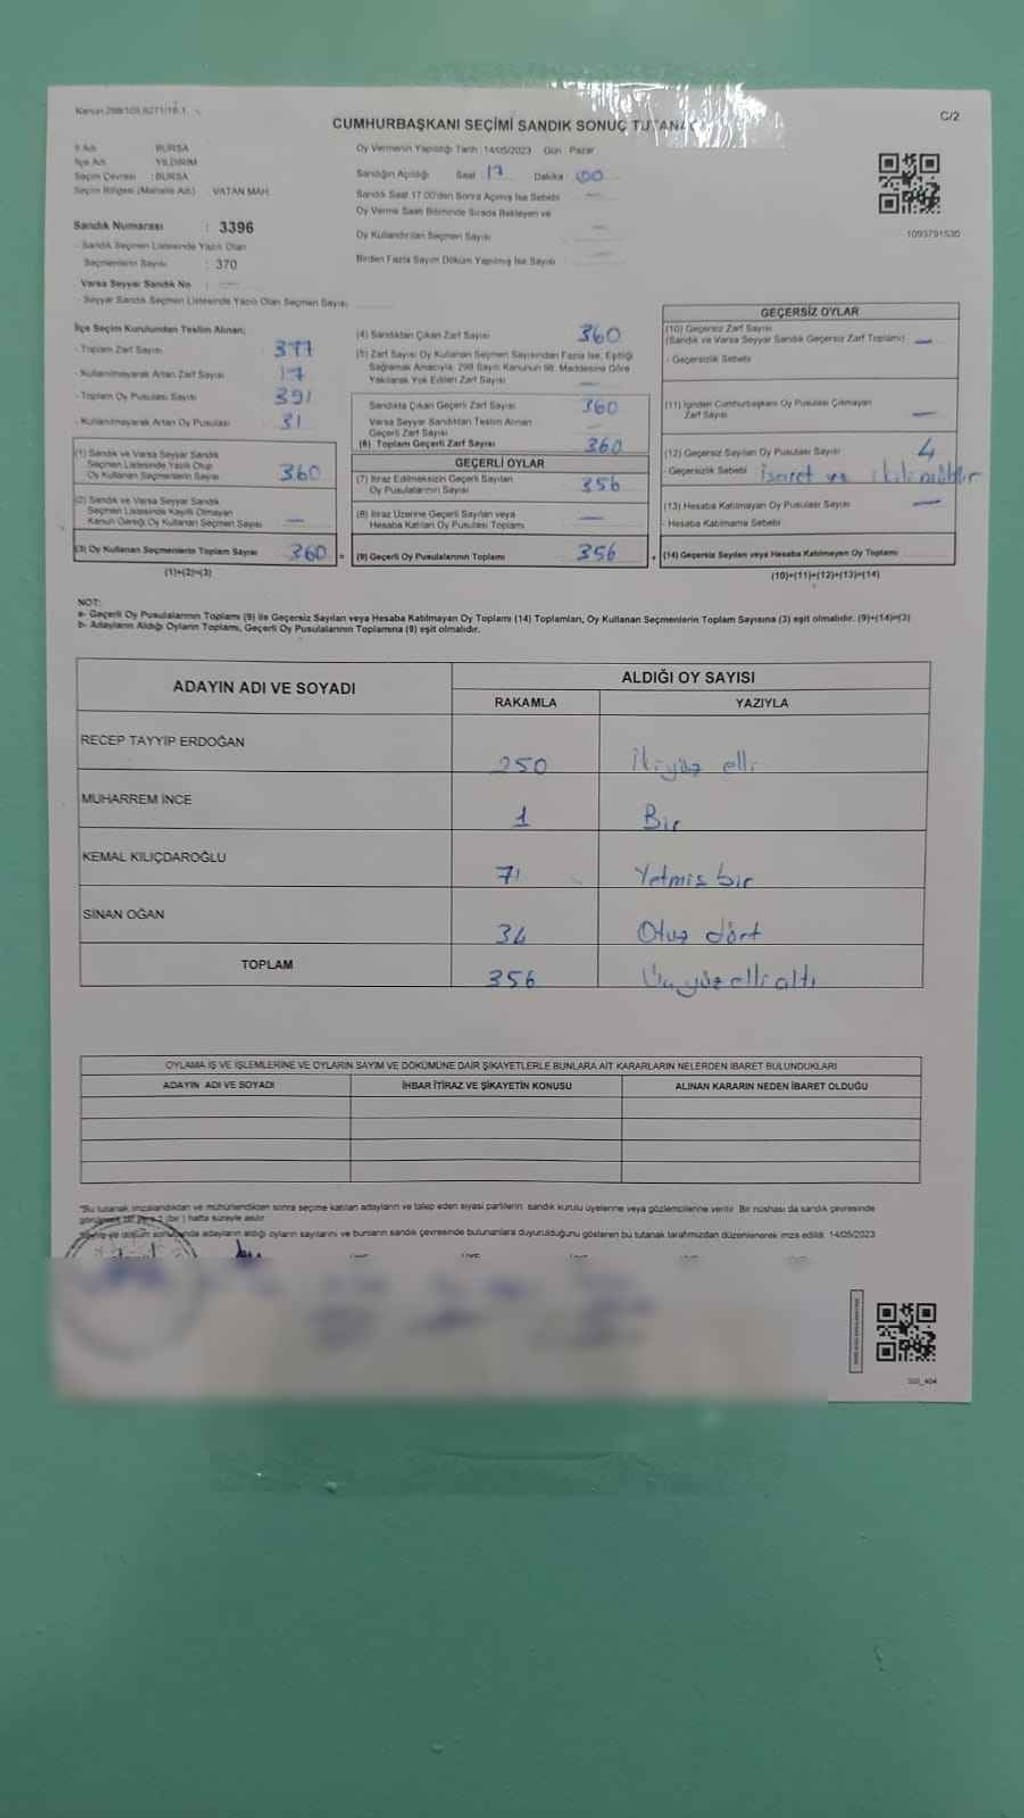 C/2
CUMHURBAŞKANI SEÇİMİ SANDIK SONUÇ
İl Adı BURSA
İlçe Adı YILDIRIM
Seçim Çevresi : BURSA
Seçim Bölgesi (Mahalle Adı) VATAN MAH.
Sandık Numarası : 3396
Sandık Seçmen Listesinde Yazılı Olan
Seçmenlerin Sayısı : 370
Varsa Seyyar Sandık No :
Seyyar Sandık Seçmen Listesinde Yazılı Olan Seçmen Sayısı
Oy Vermenin Yapıldığı Tarih : 14/05/2023 Gün : Pazar
Sandığın Açıldığı Saat : 17 Dakika 00
Sandık Saat 17.00'den Sonra Açılmış İse Sebebi
Oy Verme Saati Bitiminde Sırada Bekleyen ve
Oy Kullandırılan Seçmen Sayısı
Birden Fazla Sayım Döküm Yapılmış İse Sayısı
1093791530
İlçe Seçim Kurulundan Teslim Alınan;
- Toplam Zarf Sayısı 377
- Kullanılmayarak Artan Zarf Sayısı 17
- Toplam Oy Pusulası Sayısı 391
- Kullanılmayarak Artan Oy Pusulası 31
(1) Sandık ve Varsa Seyyar Sandık
Seçmen Listesinde Yazılı Olup
Oy Kullanan Seçmenlerin Sayısı 360
(2) Sandık ve Varsa Seyyar Sandık
Seçmen Listesinde Kayıtlı Olmayan
Kanun Gereği Oy Kullanan Seçmen Sayısı —
(3) Oy Kullanan Seçmenlerin Toplam Sayısı 360 =
(1)+(2)=(3)
(4) Sandıktan Çıkan Zarf Sayısı 360
(5) Zarf Sayısı Oy Kullanan Seçmen Sayısından Fazla İse; Eşitliği
Sağlamak Amacıyla, 298 Sayılı Kanunun 98. Maddesine Göre
Yakılarak Yok Edilen Zarf Sayısı
Sandıkta Çıkan Geçerli Zarf Sayısı 360
Varsa Seyyar Sandıktan Teslim Alınan
Geçerli Zarf Sayısı
(6) Toplam Geçerli Zarf Sayısı 360
GEÇERLİ OYLAR
(7) İtiraz Edilmeksizin Geçerli Sayılan
Oy Pusulalarının Sayısı 356
(8) İtiraz Üzerine Geçerli Sayılan veya
Hesaba Katılan Oy Pusulası Toplamı —
(9) Geçerli Oy Pusulalarının Toplamı 356 +
GEÇERSİZ OYLAR
(10) Geçersiz Zarf Sayısı
(Sandık ve Varsa Seyyar Sandık Geçersiz Zarf Toplamı) —
- Geçersizlik Sebebi
(11) İçinden Cumhurbaşkanı Oy Pusulası Çıkmayan
Zarf Sayısı —
(12) Geçersiz Sayılan Oy Pusulası Sayısı 4
- Geçersizlik Sebebi İşaret ve
(13) Hesaba Katılmayan Oy Pusulası Sayısı —
- Hesaba Katılmama Sebebi
(14) Geçersiz Sayılan veya Hesaba Katılmayan Oy Toplamı
(10)+(11)+(12)+(13)=(14)
NOT:
a- Geçerli Oy Pusulalarının Toplamı (9) ile Geçersiz Sayılan veya Hesaba Katılmayan Oy Toplamı (14) Toplamları, Oy Kullanan Seçmenlerin Toplam Sayısına (3) eşit olmalıdır. (9)+(14)=(3)
b- Adayların Aldığı Oyların Toplamı, Geçerli Oy Pusulalarının Toplamına (9) eşit olmalıdır.
ADAYIN ADI VE SOYADI ALDIĞI OY SAYISI
RAKAMLA YAZIYLA
RECEP TAYYİP ERDOĞAN 250 İkiyüz elli
MUHARREM İNCE 1 Bir
KEMAL KILIÇDAROĞLU 71 Yetmiş bir
SİNAN OĞAN 34 Otuz dört
TOPLAM 356 Üçyüz elli altı
OYLAMA İŞ VE İŞLEMLERİNE VE OYLARIN SAYIM VE DÖKÜMÜNE DAİR ŞİKAYETLERLE BUNLARA AİT KARARLARIN NELERDEN İBARET BULUNDUKLARI
ADAYIN ADI VE SOYADI İHBAR İTİRAZ VE ŞİKAYETİN KONUSU ALINAN KARARIN NEDEN İBARET OLDUĞU
"Bu tutanak imzalandıktan ve mühürlendikten sonra seçime katılan adayların ve talep eden siyasi partilerin sandık kurulu üyelerine veya gözlemcilerine verilir. Bir nüshası da sandık çevresinde
hafta süreyle asılır.
adayların aldığı oyların sayılarını ve bunların sandık çevresinde bulunanlara duyurulduğunu gösteren bu tutanak tarafımızdan düzenlenerek imza edildi. 14/05/2023